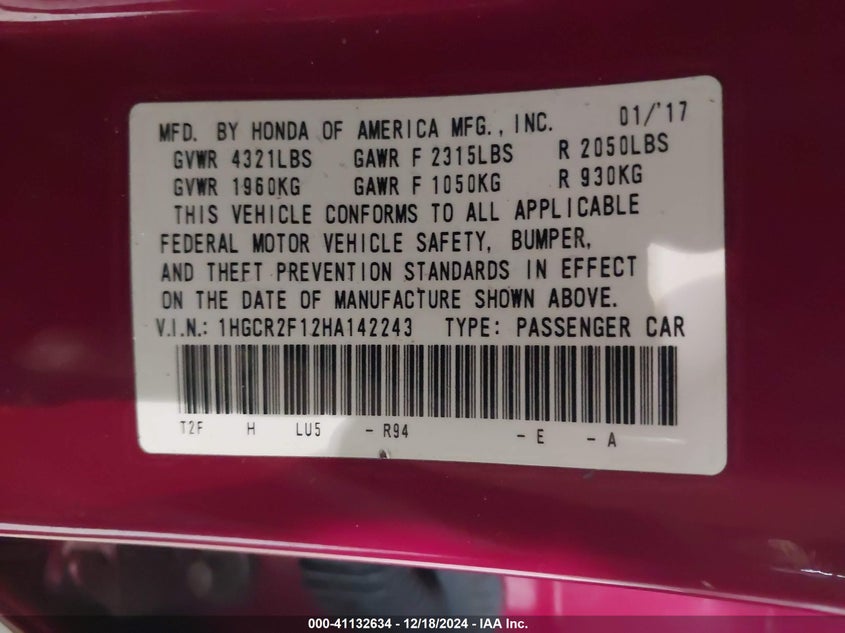 MFD. BY HONDA OF AMERICA MFG., INC. 01/'17
GVWR 4321LBS GAWR F 2315LBS R 2050LBS
GVWR 1960KG GAWR F 1050KG R 930KG
THIS VEHICLE CONFORMS TO ALL APPLICABLE
FEDERAL MOTOR VEHICLE SAFETY, BUMPER,
AND THEFT PREVENTION STANDARDS IN EFFECT
ON THE DATE OF MANUFACTURE SHOWN ABOVE.
V.I.N.: 1HGCR2F12HA142243 TYPE: PASSENGER CAR
T2F H LU5 - R94 - E - A
000-41132634 - 12/18/2024 - IAA Inc.